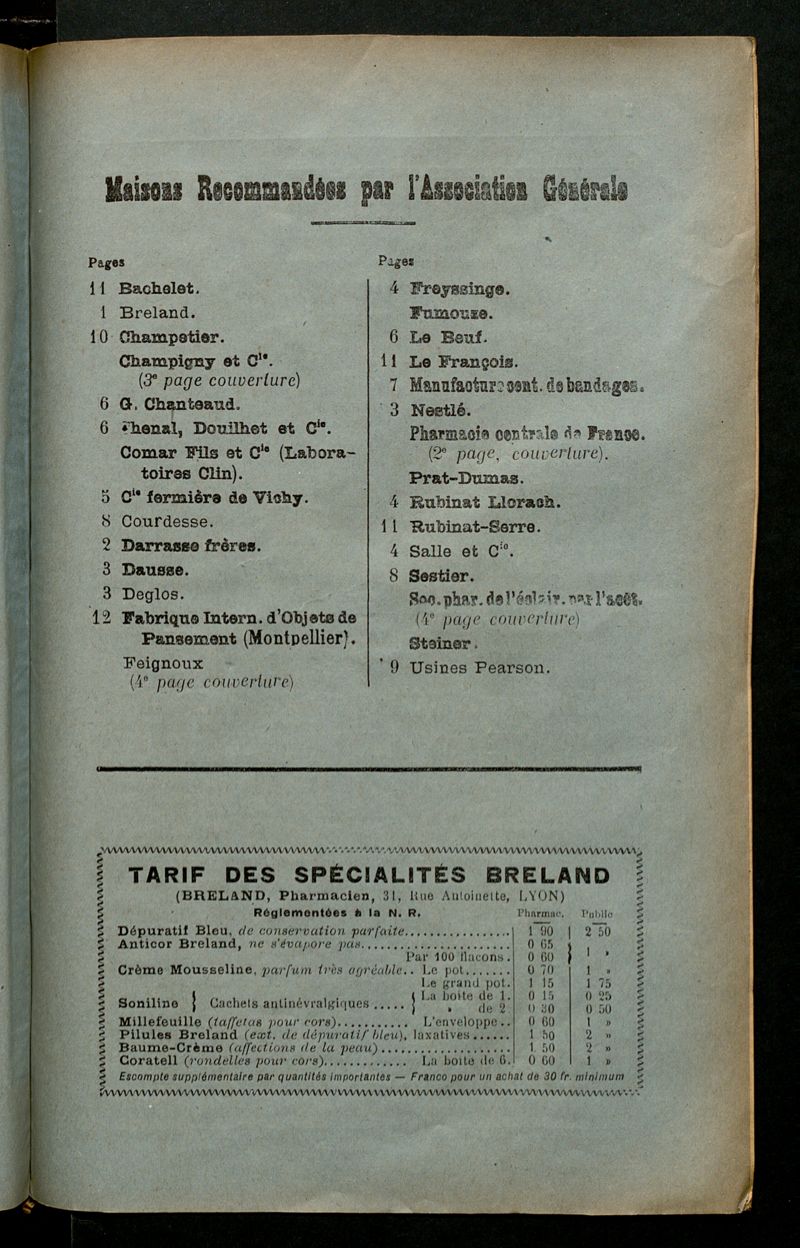 Maisons Recommandées par l'Association Générale
Pages
11 Bachelet.
1 Breland.
10 Champetier.
Champigny et Cie.
(3e page couverture)
6 G. Chanteaud.
6 Chenal, Douilhet et Cie.
Comar Fils et Cie (Labora-
toires Clin).
5 Cie fermière de Vichy.
8 Courdesse.
2 Darrasse frères.
3 Dausse.
3 Deglos.
12 Fabrique Intern. d'Objets de
Pansement (Montpellier).
Feignoux
(4e page couverture)
Pages
4 Freyssinge.
Fumouze.
6 Le Beuf.
11 Le François.
7 Manufacture cent. de bandages.
3 Nestlé.
Pharmacie centrale de France.
(2e page, couverture).
Prat-Dumas.
4 Rubinat Llorach.
11 Rubinat-Serre.
4 Salle et Cie.
8 Sestier.
Soc. phar. de l'éclair. par l'acét.
(4e page couverture)
Steiner.
9 Usines Pearson.
TARIF DES SPÉCIALITÉS BRELAND
(BRELAND, Pharmacien, 31, Rue Antoinette, LYON)
Réglementées à la N. R. Pharmac. Public
Dépuratif Bleu, de conservation parfaite 1 90 2 50
Anticor Breland, ne s'évapore pas 0 65
Par 100 flacons. 0 60 1 »
Crème Mousseline, parfum très agréable.. Le pot 0 70 1 »
Le grand pot. 1 15 1 75
Soniline { Cachets antinévralgiques ..... { La boîte de 1. 0 15 0 25
» de 2 0 30 0 50
Millefeuille (taffetas pour cors) L'enveloppe.. 0 60 1 »
Pilules Breland (ext. de dépuratif bleu), laxatives 1 50 2 »
Baume-Crème (affections de la peau) 1 50 2 »
Coratell (rondelles pour cors) La boîte de 6. 0 60 1 »
Escompte supplémentaire par quantités importantes — Franco pour un achat de 30 fr. minimum